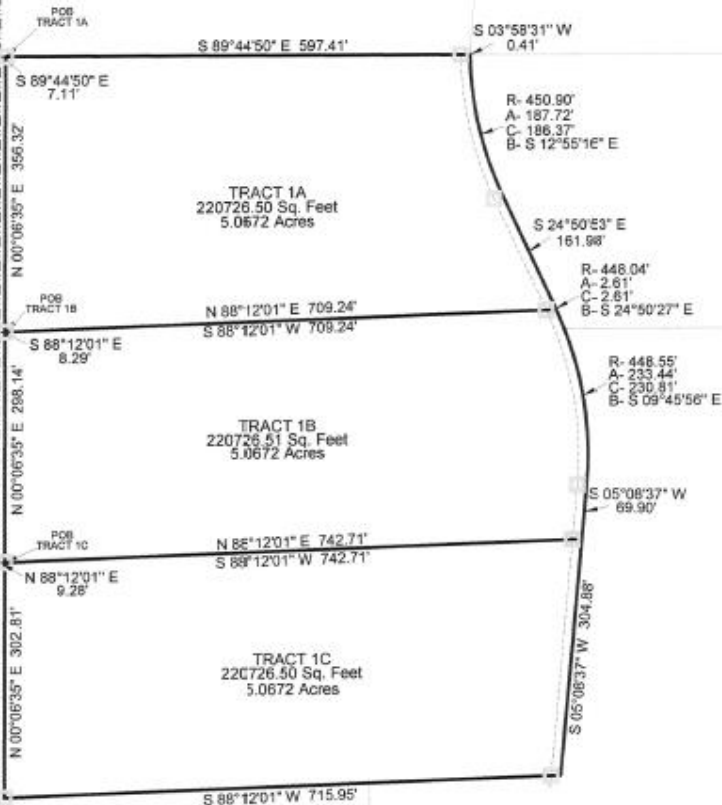 POB
TRACT 1A
S 89°44'50" E 597.41'
S 03°58'31" W
0.41'
S 89°44'50" E
7.11'
R- 450.90'
A- 187.72'
C- 186.37'
B- S 12°55'16" E
N 00°06'35" E 356.32'
TRACT 1A
220726.50 Sq. Feet
5.0672 Acres
S 24°50'53" E
161.98'
R- 448.04'
A- 2.61'
C- 2.61'
B- S 24°50'27" E
POB
TRACT 1B
N 88°12'01" E 709.24'
S 88°12'01" W 709.24'
S 88°12'01" E
8.29'
R- 448.55'
A- 233.44'
C- 230.81'
B- S 09°45'56" E
N 00°06'35" E 298.14'
TRACT 1B
220726.51 Sq. Feet
5.0672 Acres
S 05°08'37" W
69.90'
POB
TRACT 1C
N 88°12'01" E 742.71'
S 88°12'01" W 742.71'
N 88°12'01" E
9.28'
N 00°06'35" E 302.81'
TRACT 1C
220726.50 Sq. Feet
5.0672 Acres
S 05°08'37" W 304.88'
S 88°12'01" W 715.95'